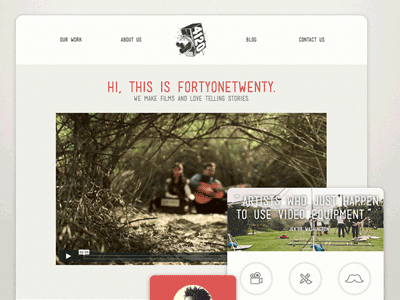 OUR WORK
ABOUT US
BLOG
CONTACT US
HI, THIS IS FORTYONETWENTY.
WE MAKE FILMS AND LOVE TELLING STORIES.
"ARTISTS WHO JUST HAPPEN
TO USE VIDEO EQUIPMENT."